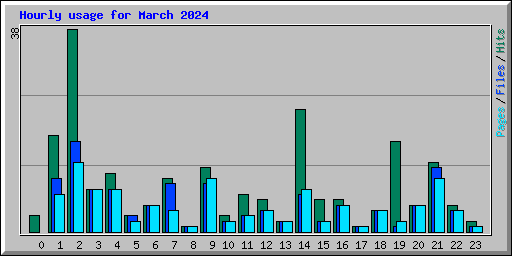 Hourly usage for March 2024
38
Pages/Files/Hits
0 1 2 3 4 5 6 7 8 9 10 11 12 13 14 15 16 17 18 19 20 21 22 23